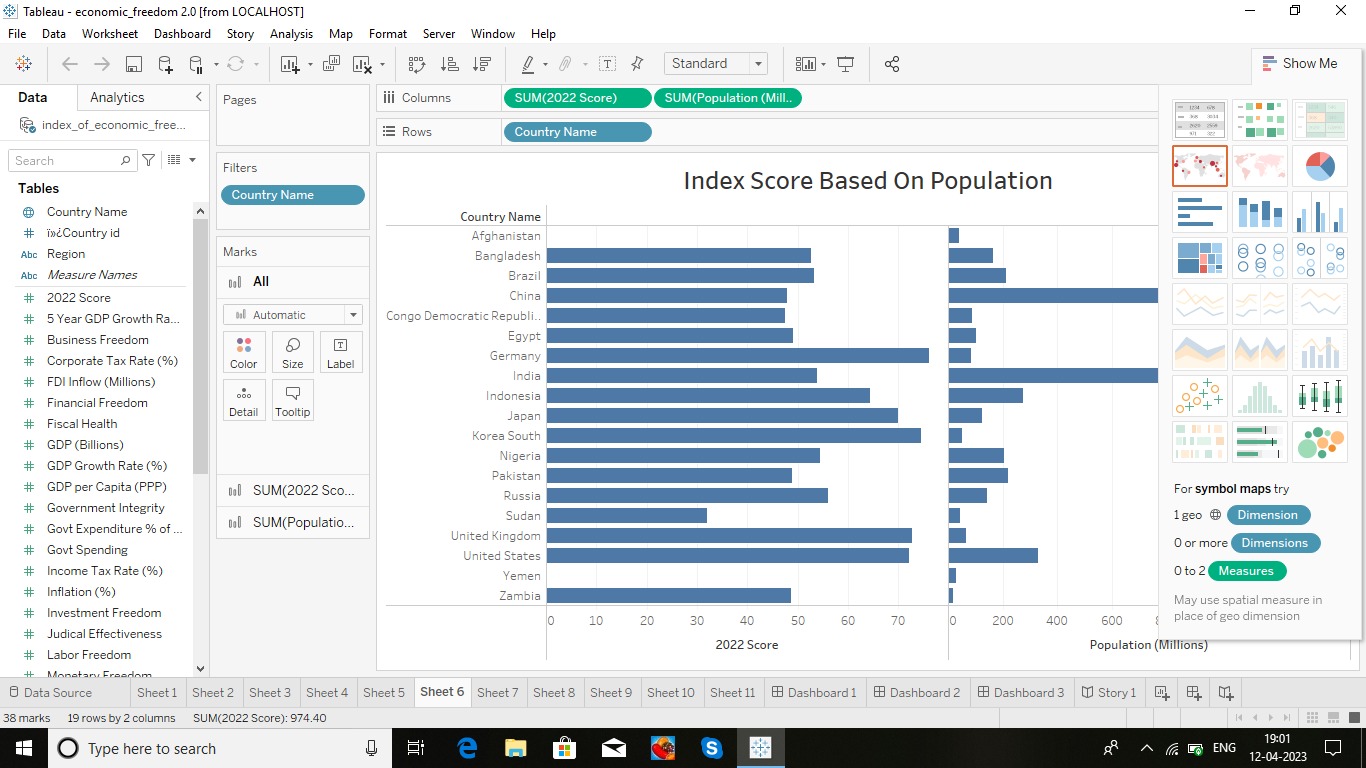 Tableau - economic_freedom 2.0 [from LOCALHOST]
File Data Worksheet Dashboard Story Analysis Map Format Server Window Help
Standard
Show Me
Data Analytics
index_of_economic_free...
Search
Tables
Country Name
ï»¿Country id
Region
Measure Names
2022 Score
5 Year GDP Growth Ra...
Business Freedom
Corporate Tax Rate (%)
FDI Inflow (Millions)
Financial Freedom
Fiscal Health
GDP (Billions)
GDP Growth Rate (%)
GDP per Capita (PPP)
Government Integrity
Govt Expenditure % of ...
Govt Spending
Income Tax Rate (%)
Inflation (%)
Investment Freedom
Judical Effectiveness
Labor Freedom
Monetary Freedom
Pages
Filters
Country Name
Marks
All
Automatic
Color Size Label
Detail Tooltip
SUM(2022 Sco...
SUM(Populatio...
Columns SUM(2022 Score) SUM(Population (Mill..
Rows Country Name
Index Score Based On Population
Country Name
Afghanistan
Bangladesh
Brazil
China
Congo Democratic Republi..
Egypt
Germany
India
Indonesia
Japan
Korea South
Nigeria
Pakistan
Russia
Sudan
United Kingdom
United States
Yemen
Zambia
0 10 20 30 40 50 60 70 0 200 400 600
2022 Score Population (Millions)
For symbol maps try
1 geo Dimension
0 or more Dimensions
0 to 2 Measures
May use spatial measure in
place of geo dimension
Data Source Sheet 1 Sheet 2 Sheet 3 Sheet 4 Sheet 5 Sheet 6 Sheet 7 Sheet 8 Sheet 9 Sheet 10 Sheet 11 Dashboard 1 Dashboard 2 Dashboard 3 Story 1
38 marks 19 rows by 2 columns SUM(2022 Score): 974.40
Type here to search
ENG
19:01
12-04-2023